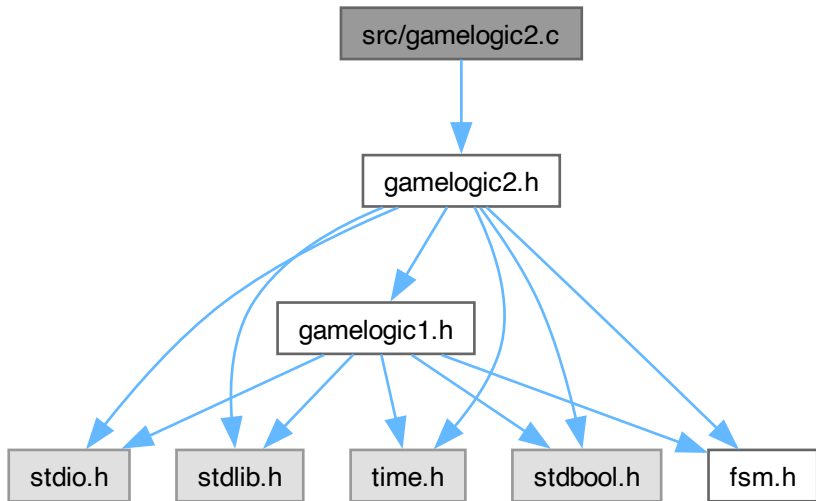 src/gamelogic2.c
gamelogic2.h
gamelogic1.h
stdio.h
stdlib.h
time.h
stdbool.h
fsm.h